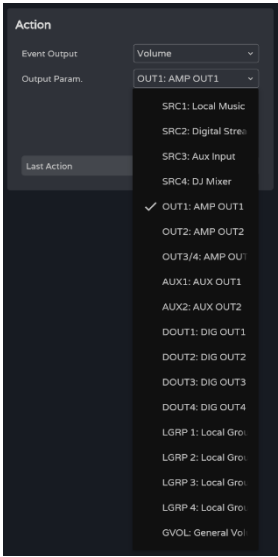 Action
Event Output Volume
Output Param. OUT1: AMP OUT1
SRC1: Local Music
SRC2: Digital Strea
SRC3: Aux Input
Last Action
SRC4: DJ Mixer
OUT1: AMP OUT1
OUT2: AMP OUT2
OUT3/4: AMP OUT
AUX1: AUX OUT1
AUX2: AUX OUT2
DOUT1: DIG OUT1
DOUT2: DIG OUT2
DOUT3: DIG OUT3
DOUT4: DIG OUT4
LGRP 1: Local Grou
LGRP 2: Local Grou
LGRP 3: Local Grou
LGRP 4: Local Grou
GVOL: General Vol